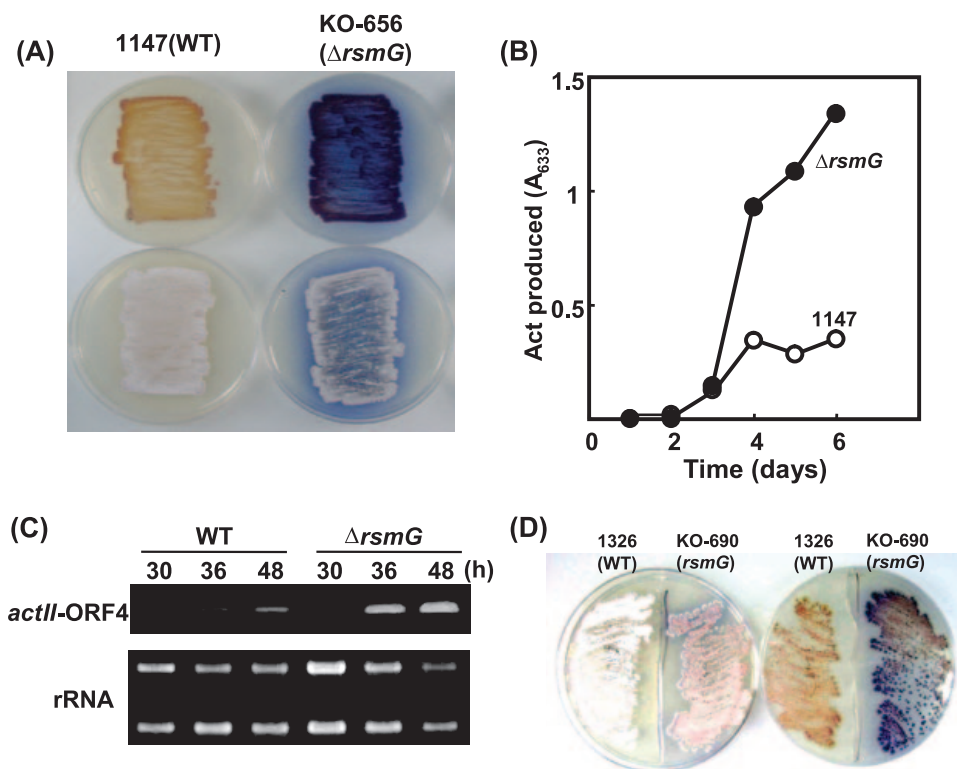 (A)
1147(WT)
KO-656
(ΔrsmG)
(B)
Act produced (A633)
1.5
1
0.5
0
2
4
6
Time (days)
ΔrsmG
1147
(C)
WT
ΔrsmG
30 36 48 30 36 48 (h)
actII-ORF4
rRNA
(D)
1326
(WT)
KO-690
(rsmG)
1326
(WT)
KO-690
(rsmG)